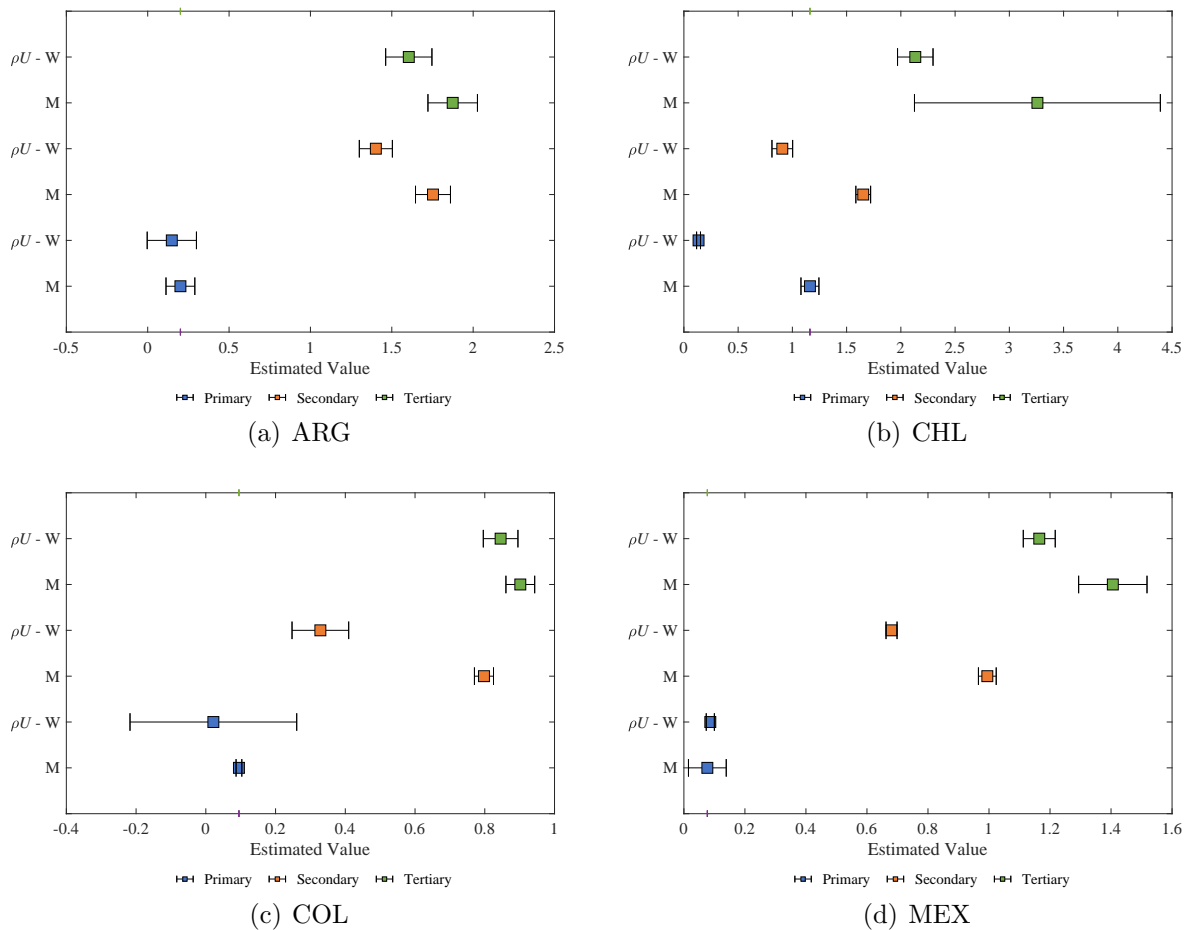 ρU - W
M
ρU - W
M
ρU - W
M
-0.5 0 0.5 1 1.5 2 2.5
Estimated Value
Primary Secondary Tertiary
(a) ARG
ρU - W
M
ρU - W
M
ρU - W
M
0 0.5 1 1.5 2 2.5 3 3.5 4 4.5
Estimated Value
Primary Secondary Tertiary
(b) CHL
ρU - W
M
ρU - W
M
ρU - W
M
-0.4 -0.2 0 0.2 0.4 0.6 0.8 1
Estimated Value
Primary Secondary Tertiary
(c) COL
ρU - W
M
ρU - W
M
ρU - W
M
0 0.2 0.4 0.6 0.8 1 1.2 1.4 1.6
Estimated Value
Primary Secondary Tertiary
(d) MEX